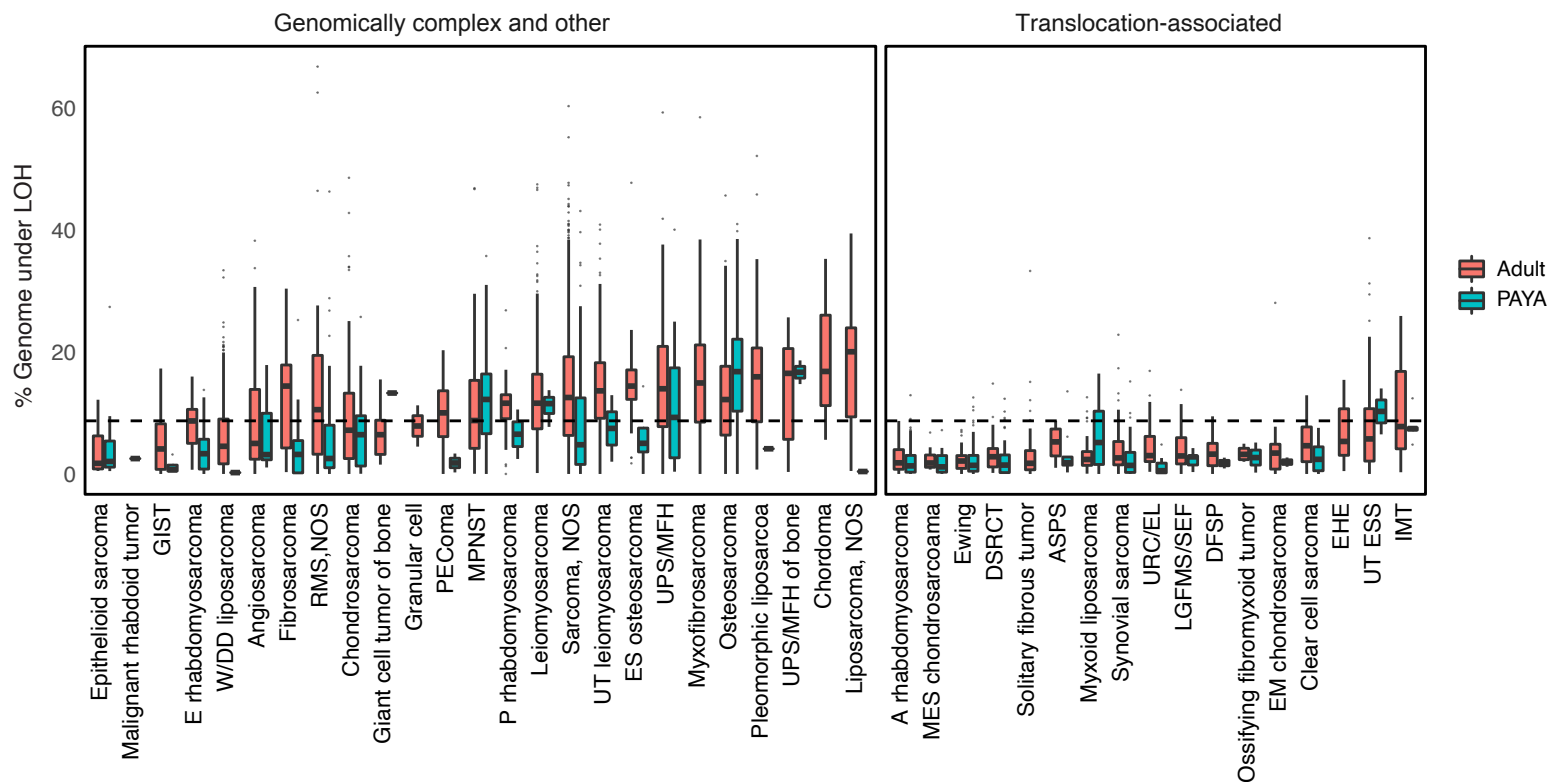 Genomically complex and other
Translocation-associated
% Genome under LOH
60
40
20
0
Adult
PAYA
Epithelioid sarcoma
Malignant rhabdoid tumor
GIST
E rhabdomyosarcoma
W/DD liposarcoma
Angiosarcoma
Fibrosarcoma
RMS,NOS
Chondrosarcoma
Giant cell tumor of bone
Granular cell
PEComa
MPNST
P rhabdomyosarcoma
Leiomyosarcoma
Sarcoma, NOS
UT leiomyosarcoma
ES osteosarcoma
UPS/MFH
Myxofibrosarcoma
Osteosarcoma
Pleomorphic liposarcoa
UPS/MFH of bone
Chordoma
Liposarcoma, NOS
A rhabdomyosarcoma
MES chondrosarcoama
Ewing
DSRCT
Solitary fibrous tumor
ASPS
Myxoid liposarcoma
Synovial sarcoma
URC/EL
LGFMS/SEF
DFSP
Ossifying fibromyxoid tumor
EM chondrosarcoma
Clear cell sarcoma
EHE
UT ESS
IMT